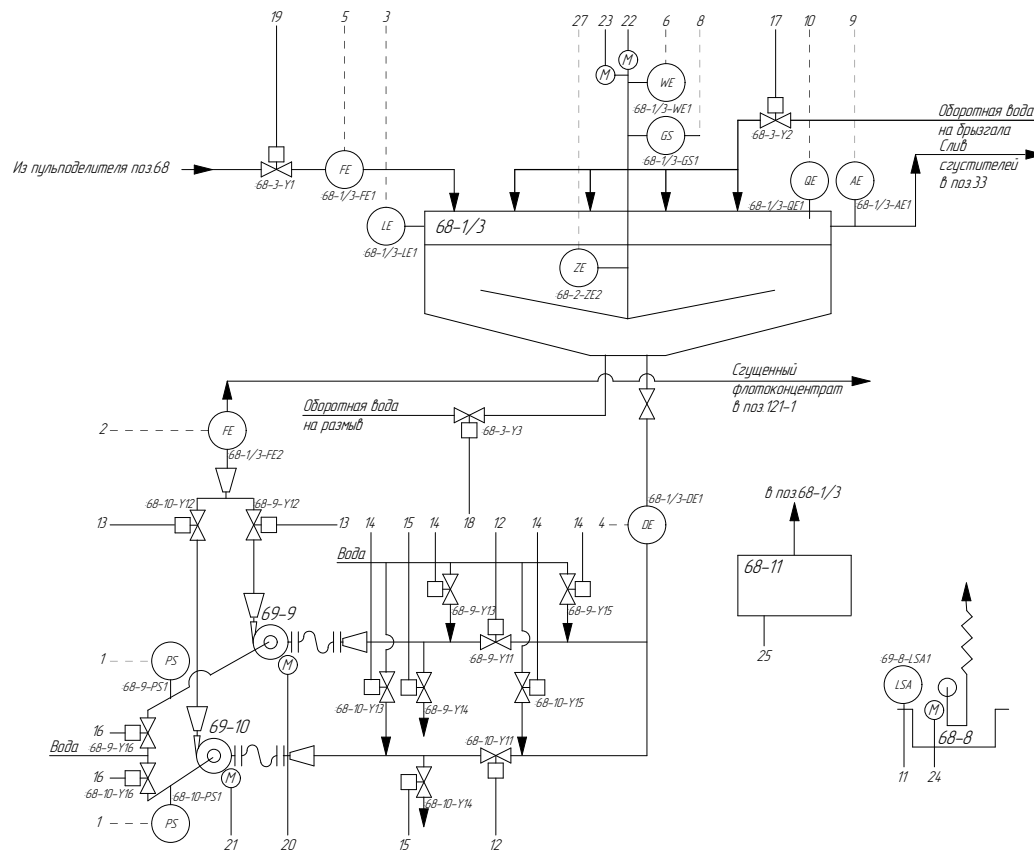 19
5
3
27
23
22
6
8
17
10
9
M
M
WE
68-1/3-WE1
GS
68-1/3-GS1
68-3-Y2
Оборотная вода
на брызгала
Слив
сгустителей
в поз.33
Из пульподелителя поз.68
68-3-Y1
FE
68-1/3-FE1
QE
68-1/3-QE1
AE
68-1/3-AE1
LE
68-1/3-LE1
68-1/3
ZE
68-2-ZE2
Сгущенный
флотоконцентрат
в поз.121-1
Оборотная вода
на размыв
68-3-Y3
2
FE
68-1/3-FE2
68-10-Y12
68-9-Y12
13
13
14
15
14
18
12
14
14
4
68-1/3-DE1
DE
Вода
68-9-Y13
68-9-Y15
68-9-Y11
в поз.68-1/3
68-11
25
69-9
1
PS
68-9-PS1
M
14
15
14
68-10-Y13
68-9-Y14
68-10-Y15
69-8-LSA1
LSA
M
68-8
11
24
16
68-9-Y16
Вода
69-10
68-10-Y11
16
68-10-Y16
68-10-PS1
M
68-10-Y14
1
PS
21
20
15
12